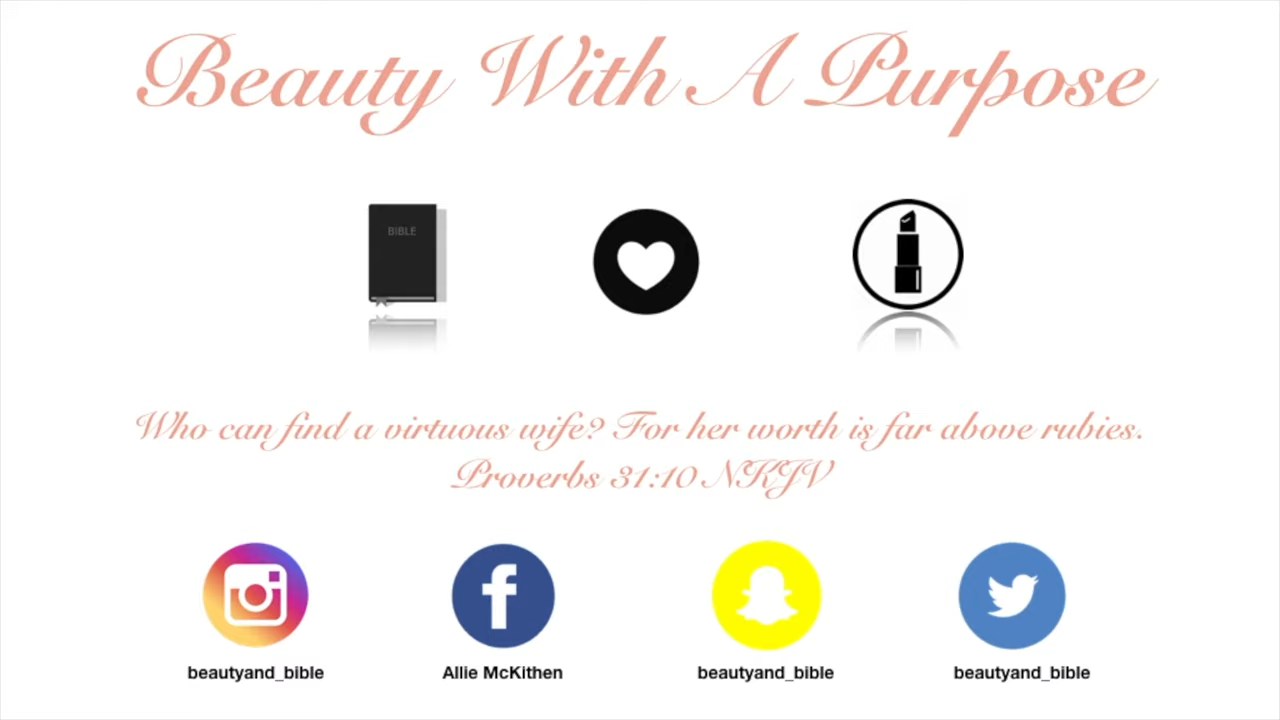 Beauty With A Purpose
BIBLE
Who can find a virtuous wife? For her worth is far above rubies.
Proverbs 31:10 NKJV
beautyand_bible
Allie McKithen
beautyand_bible
beautyand_bible